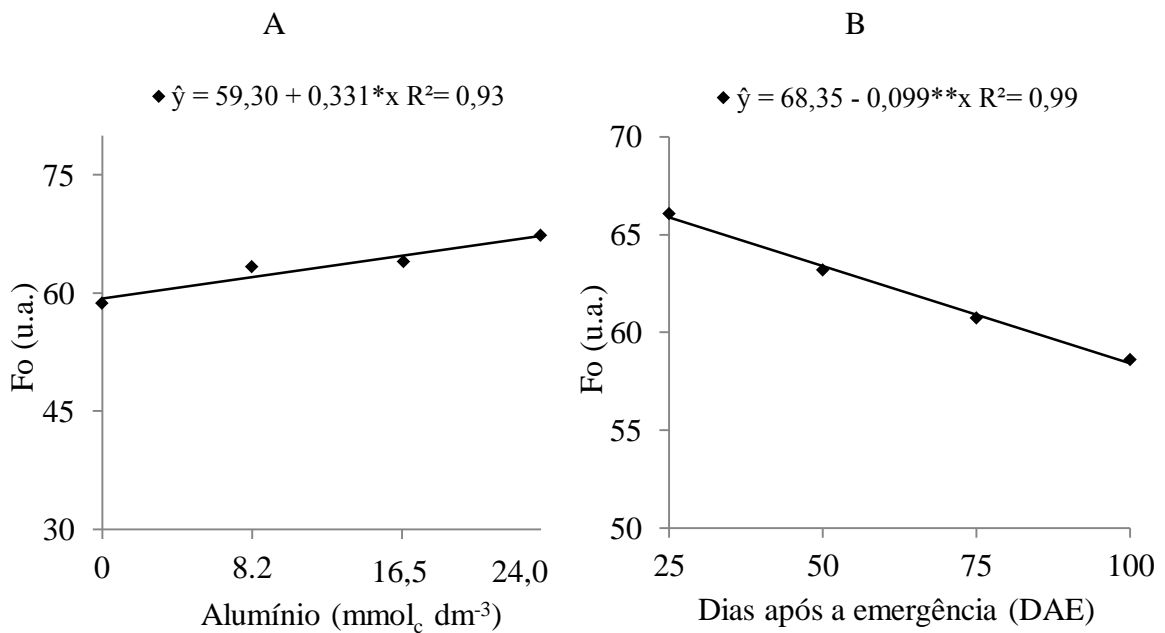 A
ŷ = 59,30 + 0,331*x R²= 0,93
75
60
45
30
Fo (u.a.)
0 8.2 16,5 24,0
Alumínio (mmolc dm-3)
B
ŷ = 68,35 - 0,099**x R²= 0,99
70
65
60
55
50
Fo (u.a.)
25 50 75 100
Dias após a emergência (DAE)